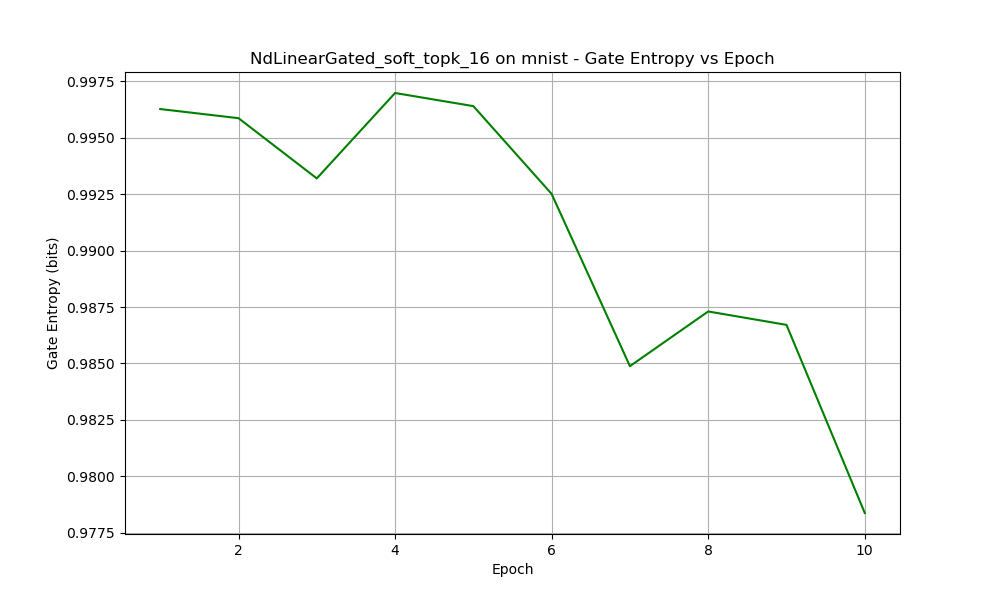 NdLinearGated_soft_topk_16 on mnist - Gate Entropy vs Epoch
Gate Entropy (bits)
0.9975
0.9950
0.9925
0.9900
0.9875
0.9850
0.9825
0.9800
0.9775
2 4 6 8 10
Epoch